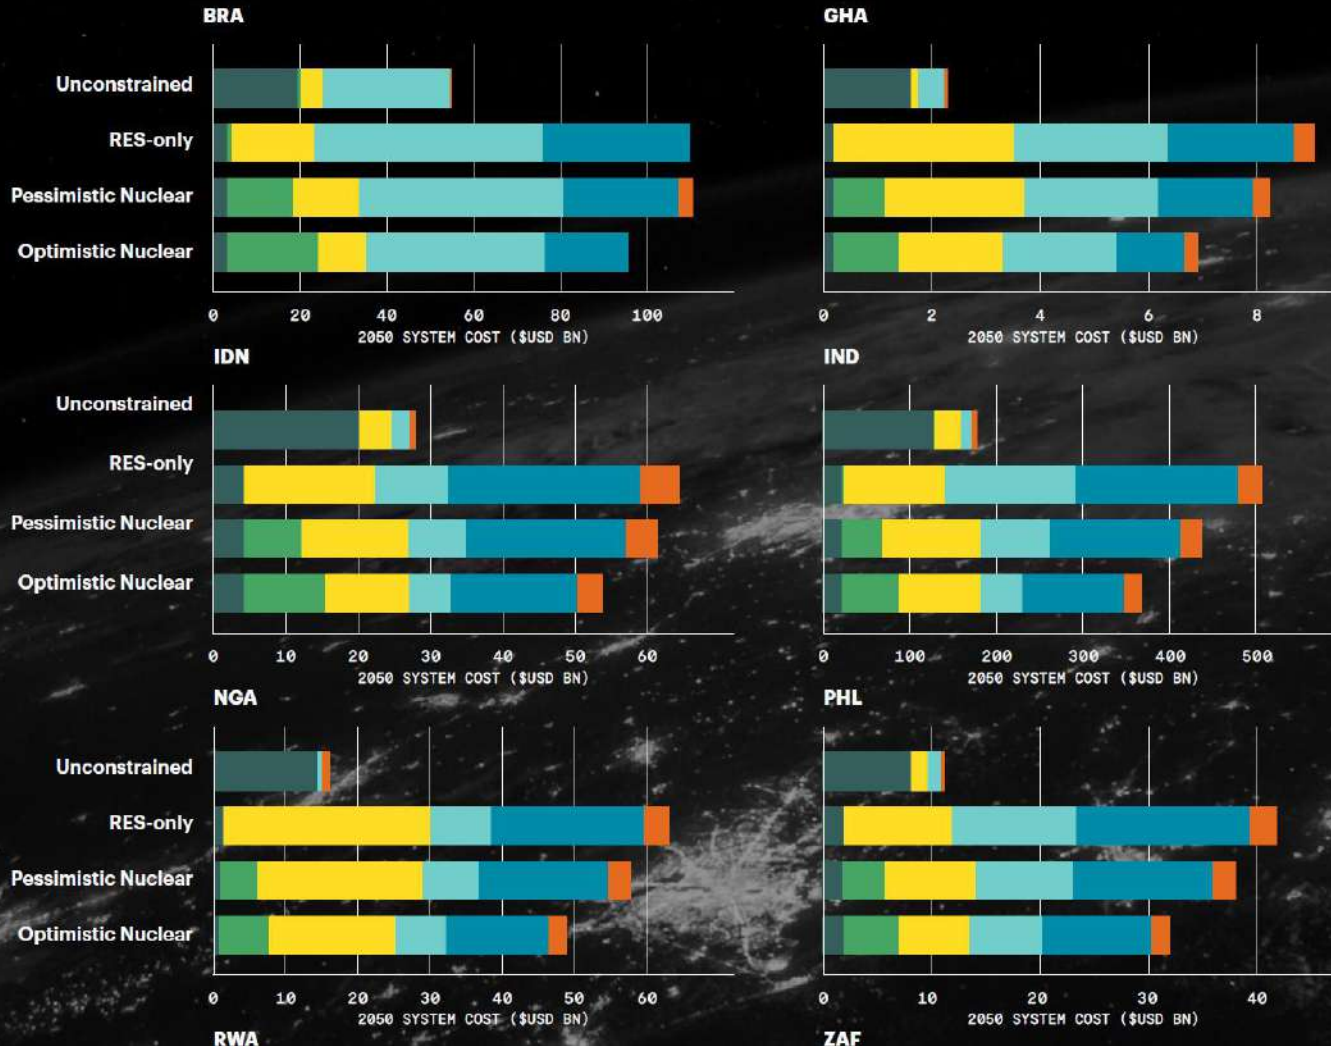 BRA
GHA
Unconstrained
RES-only
Pessimistic Nuclear
Optimistic Nuclear
0 20 40 60 80 100
0 2 4 6 8
2050 SYSTEM COST ($USD BN)
2050 SYSTEM COST ($USD BN)
IDN
IND
Unconstrained
RES-only
Pessimistic Nuclear
Optimistic Nuclear
0 10 20 30 40 50 60
0 100 200 300 400 500
2050 SYSTEM COST ($USD BN)
2050 SYSTEM COST ($USD BN)
NGA
PHL
Unconstrained
RES-only
Pessimistic Nuclear
Optimistic Nuclear
0 10 20 30 40 50 60
0 10 20 30 40
2050 SYSTEM COST ($USD BN)
2050 SYSTEM COST ($USD BN)
RWA
ZAF